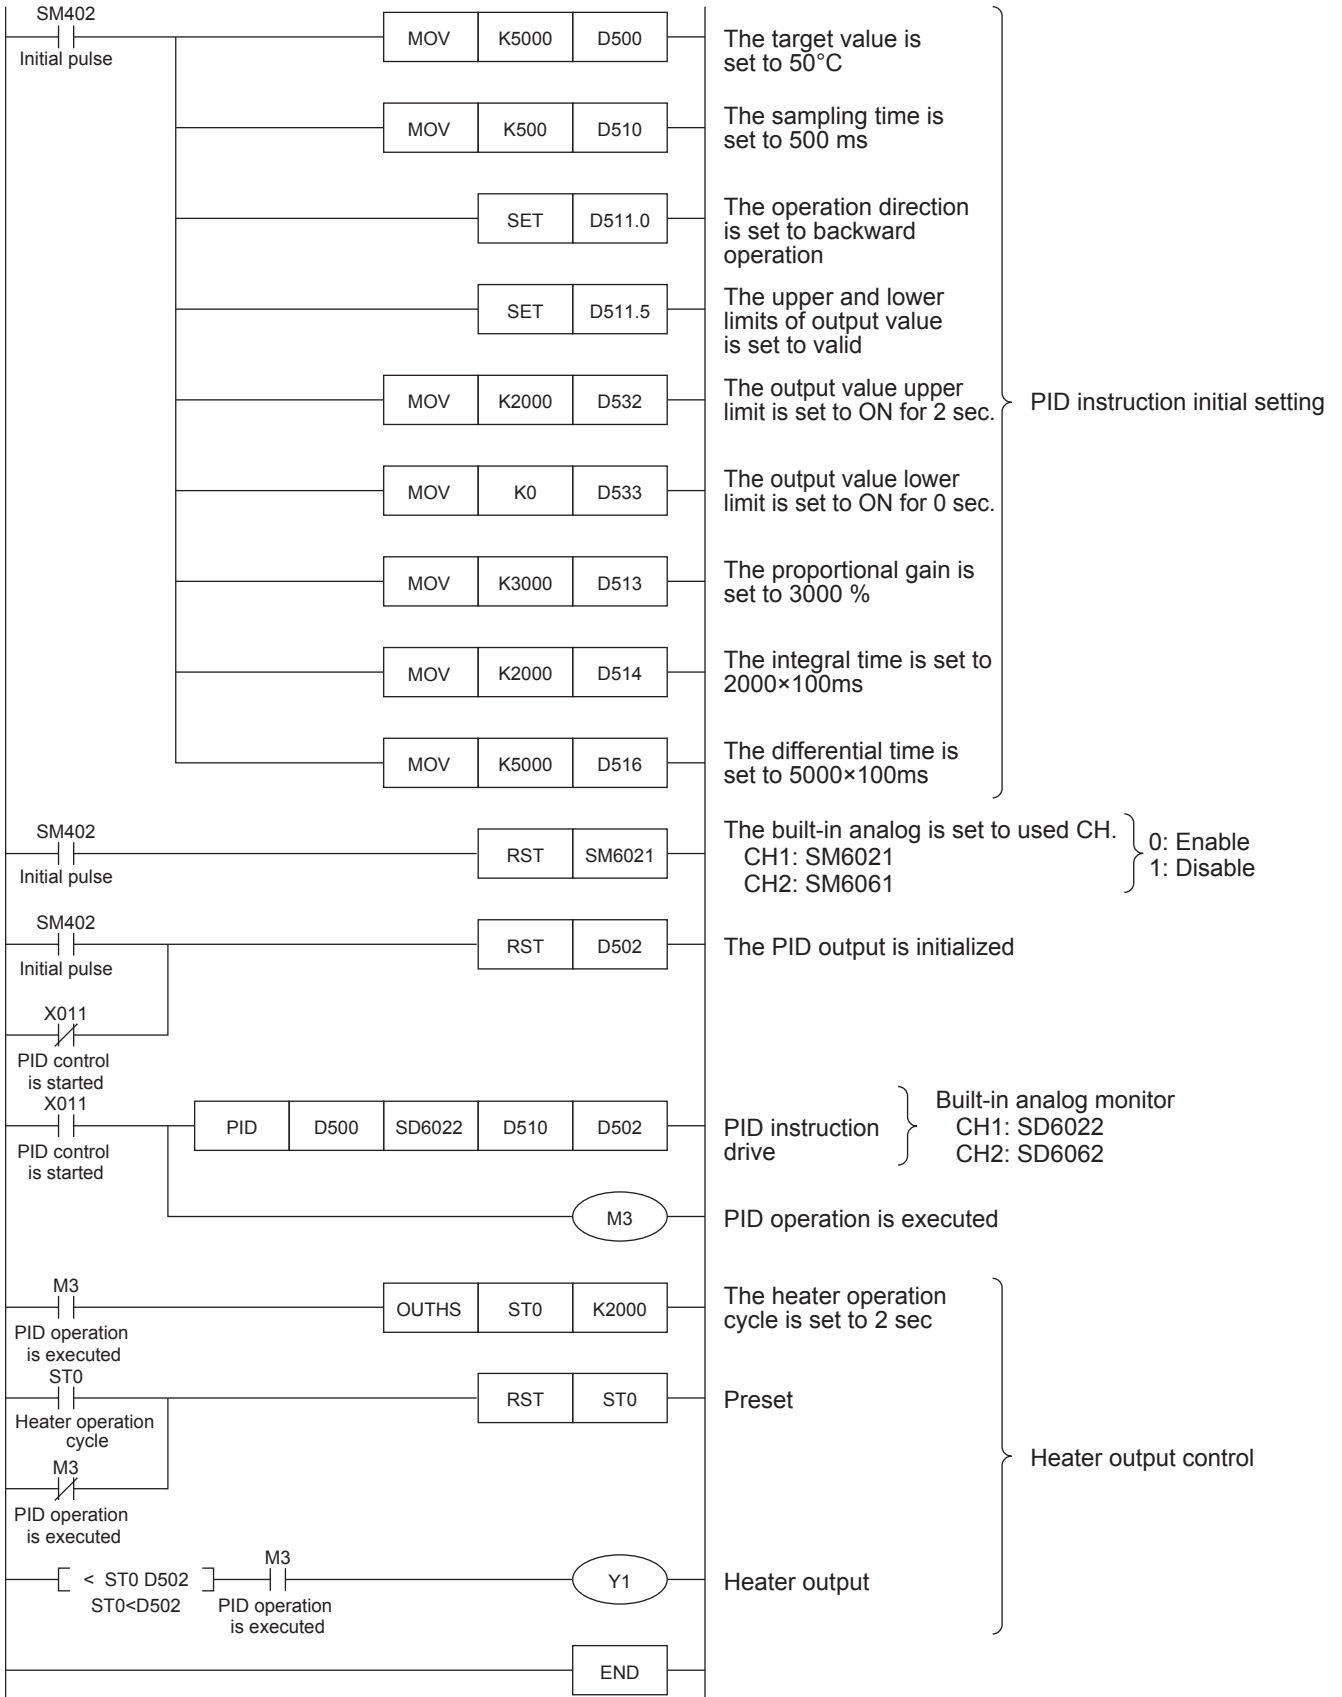 SM402
Initial pulse
MOV K5000 D500
The target value is
set to 50°C
MOV K500 D510
The sampling time is
set to 500 ms
SET D511.0
The operation direction
is set to backward
operation
SET D511.5
The upper and lower
limits of output value
is set to valid
MOV K2000 D532
The output value upper
limit is set to ON for 2 sec.
PID instruction initial setting
MOV K0 D533
The output value lower
limit is set to ON for 0 sec.
MOV K3000 D513
The proportional gain is
set to 3000 %
MOV K2000 D514
The integral time is set to
2000×100ms
MOV K5000 D516
The differential time is
set to 5000×100ms
SM402
Initial pulse
RST SM6021
The built-in analog is set to used CH.
CH1: SM6021
CH2: SM6061
0: Enable
1: Disable
SM402
Initial pulse
RST D502
The PID output is initialized
X011
PID control
is started
X011
PID control
is started
PID D500 SD6022 D510 D502
PID instruction
drive
Built-in analog monitor
CH1: SD6022
CH2: SD6062
M3
PID operation is executed
M3
PID operation
is executed
OUTHS ST0 K2000
The heater operation
cycle is set to 2 sec
ST0
Heater operation
cycle
RST ST0
Preset
M3
PID operation
is executed
Heater output control
< ST0 D502
ST0<D502
M3
PID operation
is executed
Y1
Heater output
END